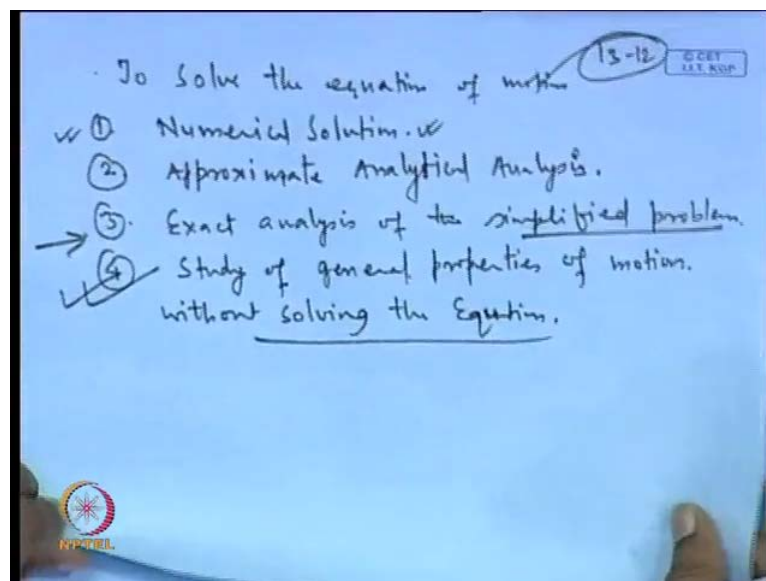 To Solve the equation of motion
13-12
© CET
I.I.T. KGP
① Numerical Solution.
② Approximate Analytical Analysis.
③. Exact analysis of the simplified problem.
④ Study of general properties of motion.
without solving the Equation.
NPTEL